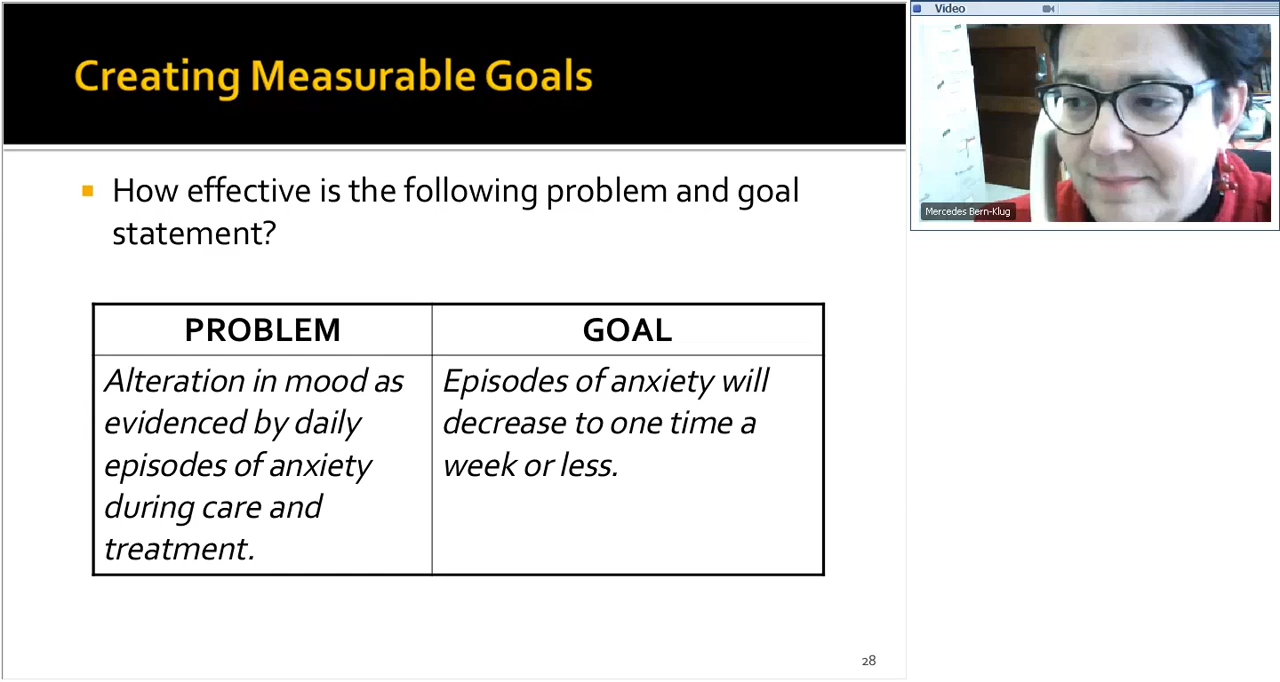 Creating Measurable Goals
How effective is the following problem and goal
statement?
PROBLEM
GOAL
Alteration in mood as
evidenced by daily
episodes of anxiety
during care and
treatment.
Episodes of anxiety will
decrease to one time a
week or less.
28
Video
Mercedes Bern-Klug